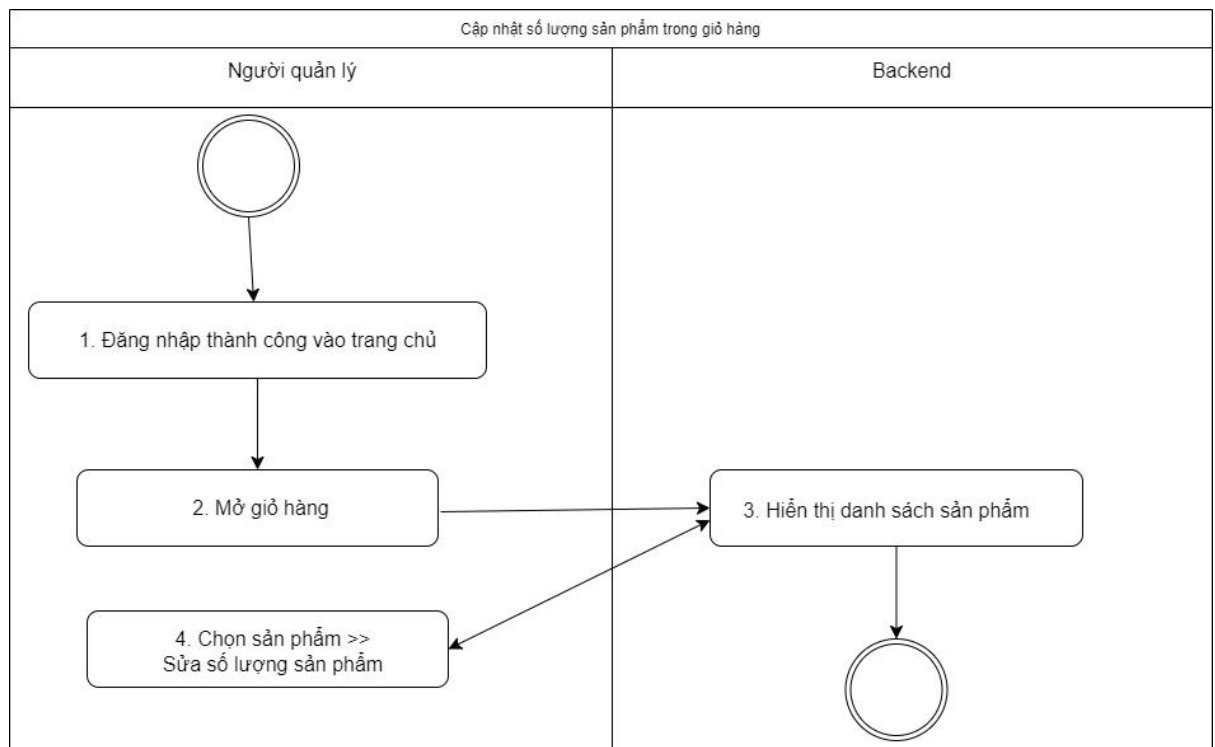 Cập nhật số lượng sản phẩm trong giỏ hàng
Người quản lý
Backend
1. Đăng nhập thành công vào trang chủ
2. Mở giỏ hàng
3. Hiển thị danh sách sản phẩm
4. Chọn sản phẩm >>
Sửa số lượng sản phẩm